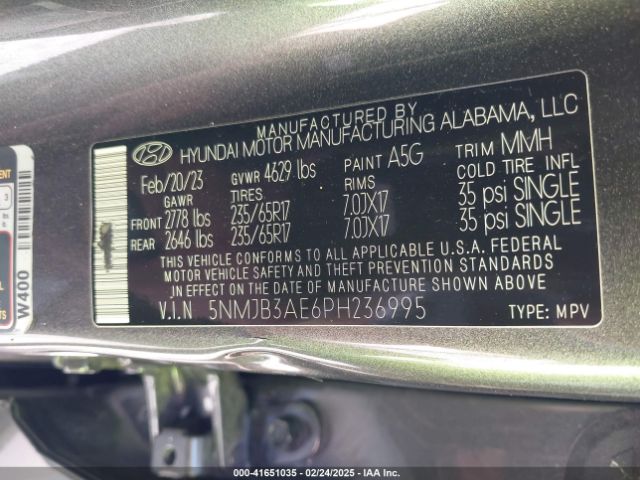 MANUFACTURED BY
HYUNDAI MOTOR MANUFACTURING ALABAMA, LLC
Feb/20/23 GVWR 4629 lbs PAINT A5G TRIM MMH
GAWR TIRES RIMS COLD TIRE INFL
FRONT 2778 lbs 235/65R17 7.0JX17 35 psi SINGLE
REAR 2646 lbs 235/65R17 7.0JX17 35 psi SINGLE
THIS VEHICLE CONFORMS TO ALL APPLICABLE U.S.A. FEDERAL
MOTOR VEHICLE SAFETY AND THEFT PREVENTION STANDARDS
IN EFFECT ON THE DATE OF MANUFACTURE SHOWN ABOVE
V.I.N 5NMJB3AE6PH236995 TYPE: MPV
W400
3
000-41651035 - 02/24/2025 - IAA Inc.